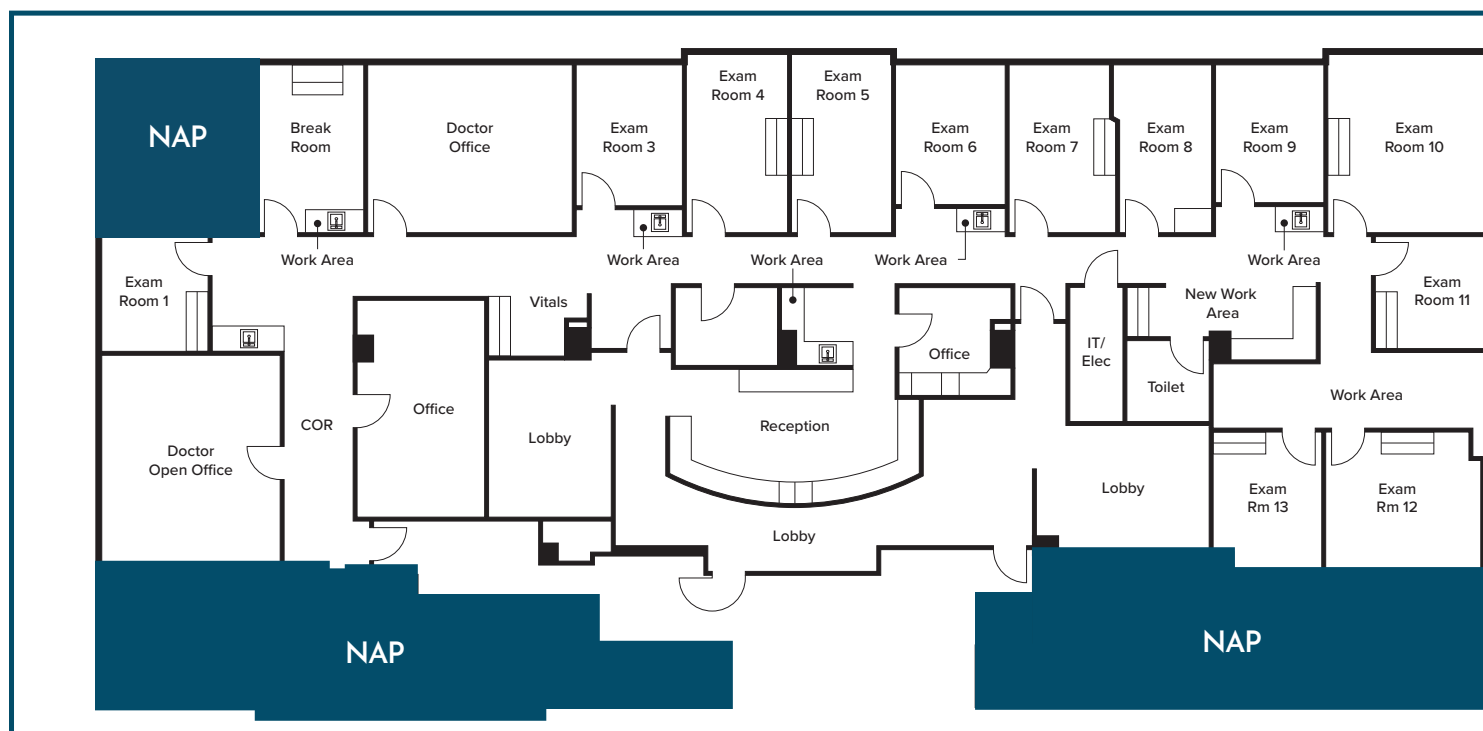 NAP
Break
Room
Doctor
Office
Exam
Room 3
Exam
Room 4
Exam
Room 5
Exam
Room 6
Exam
Room 7
Exam
Room 8
Exam
Room 9
Exam
Room 10
Work Area
Work Area
Work Area
Work Area
Work Area
Exam
Room 1
Vitals
New Work
Area
Exam
Room 11
Office
IT/
Elec
Toilet
Work Area
COR
Office
Lobby
Reception
Doctor
Open Office
Lobby
Exam
Rm 13
Exam
Rm 12
Lobby
NAP
NAP